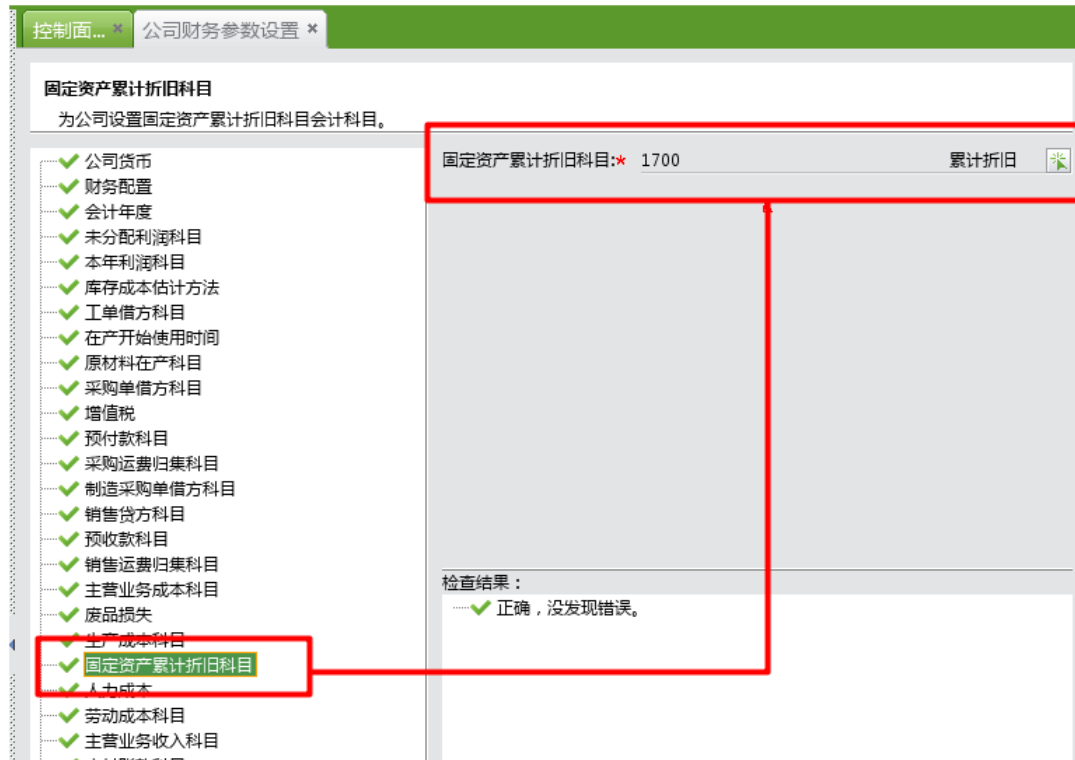 控制面... × 公司财务参数设置 ×
固定资产累计折旧科目
为公司设置固定资产累计折旧科目会计科目。
固定资产累计折旧科目:* 1700 累计折旧
公司货币
财务配置
会计年度
未分配利润科目
本年利润科目
库存成本估计方法
工单借方科目
在产开始使用时间
原材料在产科目
采购单借方科目
增值税
预付款科目
采购运费归集科目
制造采购单借方科目
销售贷方科目
预收款科目
销售运费归集科目
主营业务成本科目
废品损失
生产成本科目
固定资产累计折旧科目
人力成本
劳动成本科目
主营业务收入科目
检查结果：
正确，没发现错误。